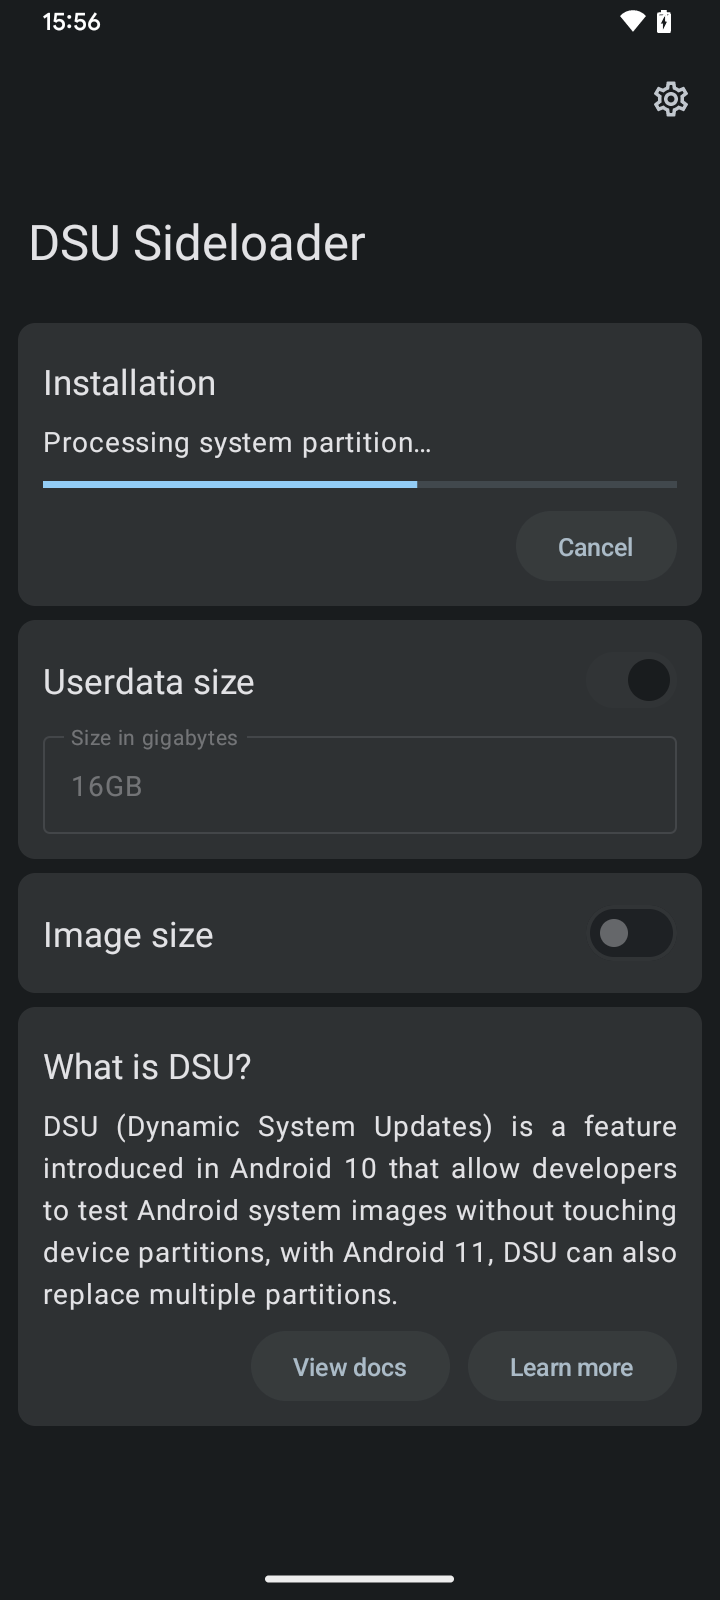 15:56
DSU Sideloader
Installation
Processing system partition...
Cancel
Userdata size
Size in gigabytes
16GB
Image size
What is DSU?
DSU (Dynamic System Updates) is a feature
introduced in Android 10 that allow developers
to test Android system images without touching
device partitions, with Android 11, DSU can also
replace multiple partitions.
View docs
Learn more